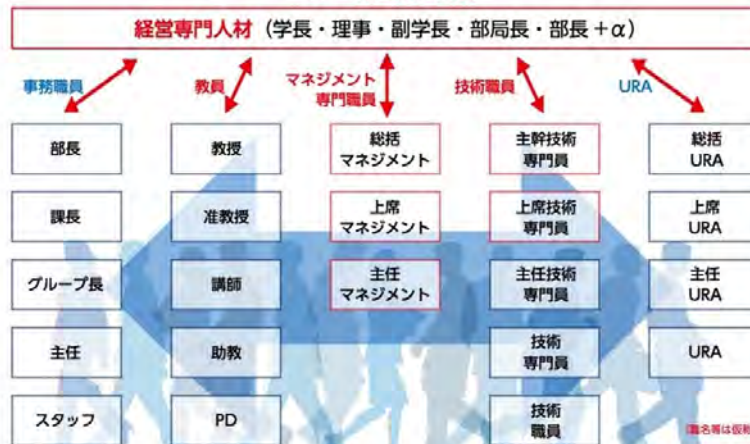 経営専門人材（学長・理事・副学長・部局長・部長＋α）
事務職員
教員
マネジメント
専門職員
技術職員
URA
部長
教授
総括
マネジメント
主幹技術
専門員
総括
URA
課長
准教授
上席
マネジメント
上席技術
専門員
上席
URA
グループ長
講師
主任
マネジメント
主任技術
専門員
主任
URA
主任
助教
技術
専門員
URA
スタッフ
PD
技術
職員
職名等は仮称